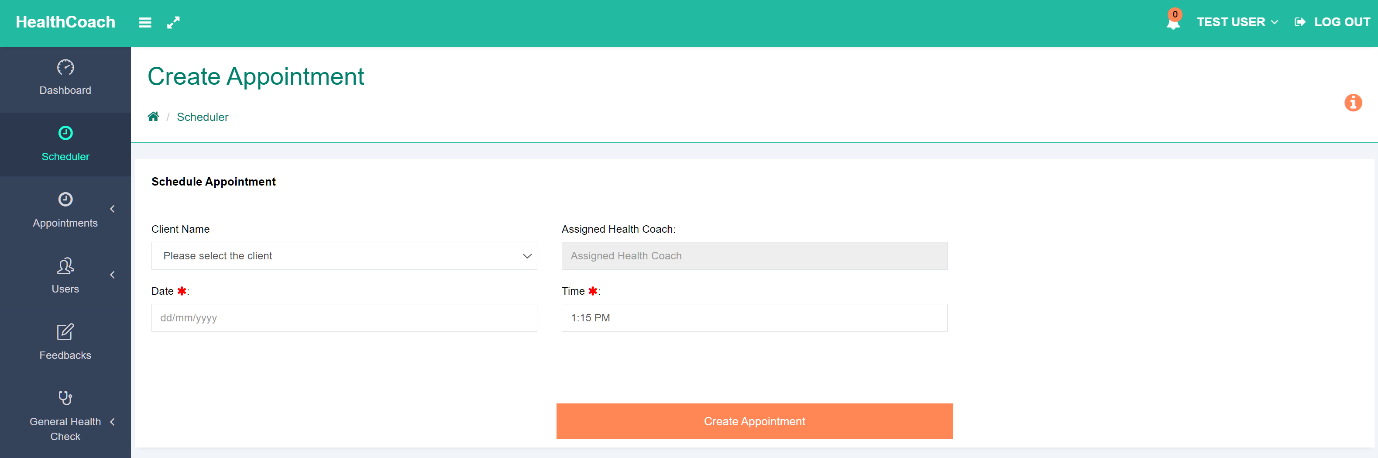 HealthCoach
0
TEST USER
LOG OUT
Dashboard
Scheduler
Appointments
Users
Feedbacks
General Health
Check
Create Appointment
/ Scheduler
Schedule Appointment
Client Name
Please select the client
Assigned Health Coach:
Assigned Health Coach
Date *:
dd/mm/yyyy
Time *:
1:15 PM
Create Appointment